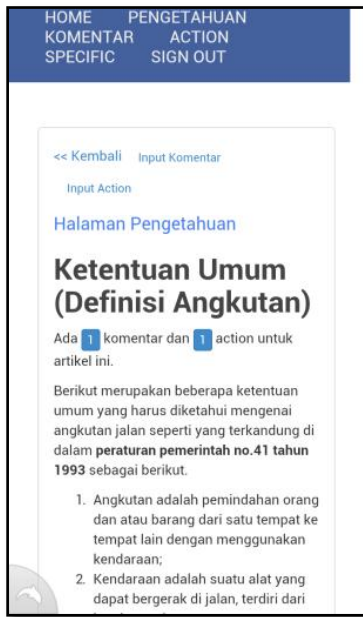 HOME PENGETAHUAN
KOMENTAR ACTION
SPECIFIC SIGN OUT
<< Kembali Input Komentar
Input Action
Halaman Pengetahuan
Ketentuan Umum
(Definisi Angkutan)
Ada 1 komentar dan 1 action untuk
artikel ini.
Berikut merupakan beberapa ketentuan
umum yang harus diketahui mengenai
angkutan jalan seperti yang terkandung di
dalam peraturan pemerintah no.41 tahun
1993 sebagai berikut.
1. Angkutan adalah pemindahan orang
dan atau barang dari satu tempat ke
tempat lain dengan menggunakan
kendaraan;
2. Kendaraan adalah suatu alat yang
dapat bergerak di jalan, terdiri dari